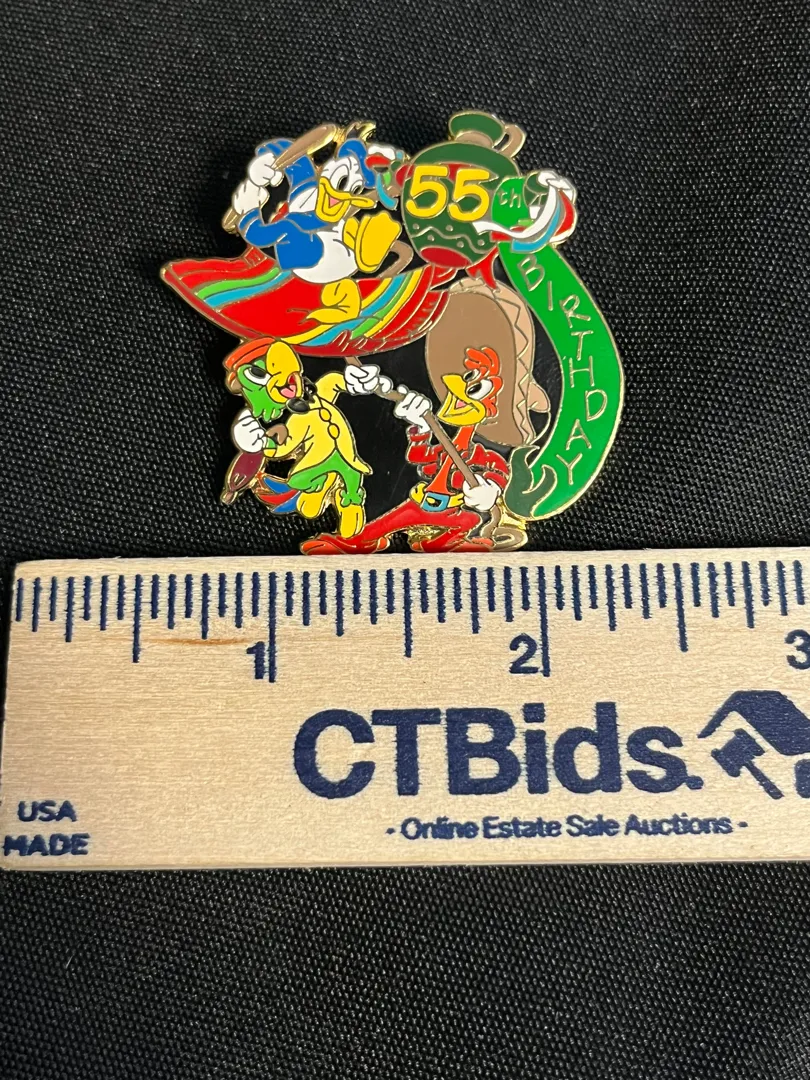 55th
BIRTHDAY
1 2 3
CTBids.
- Online Estate Sale Auctions -
USA
MADE